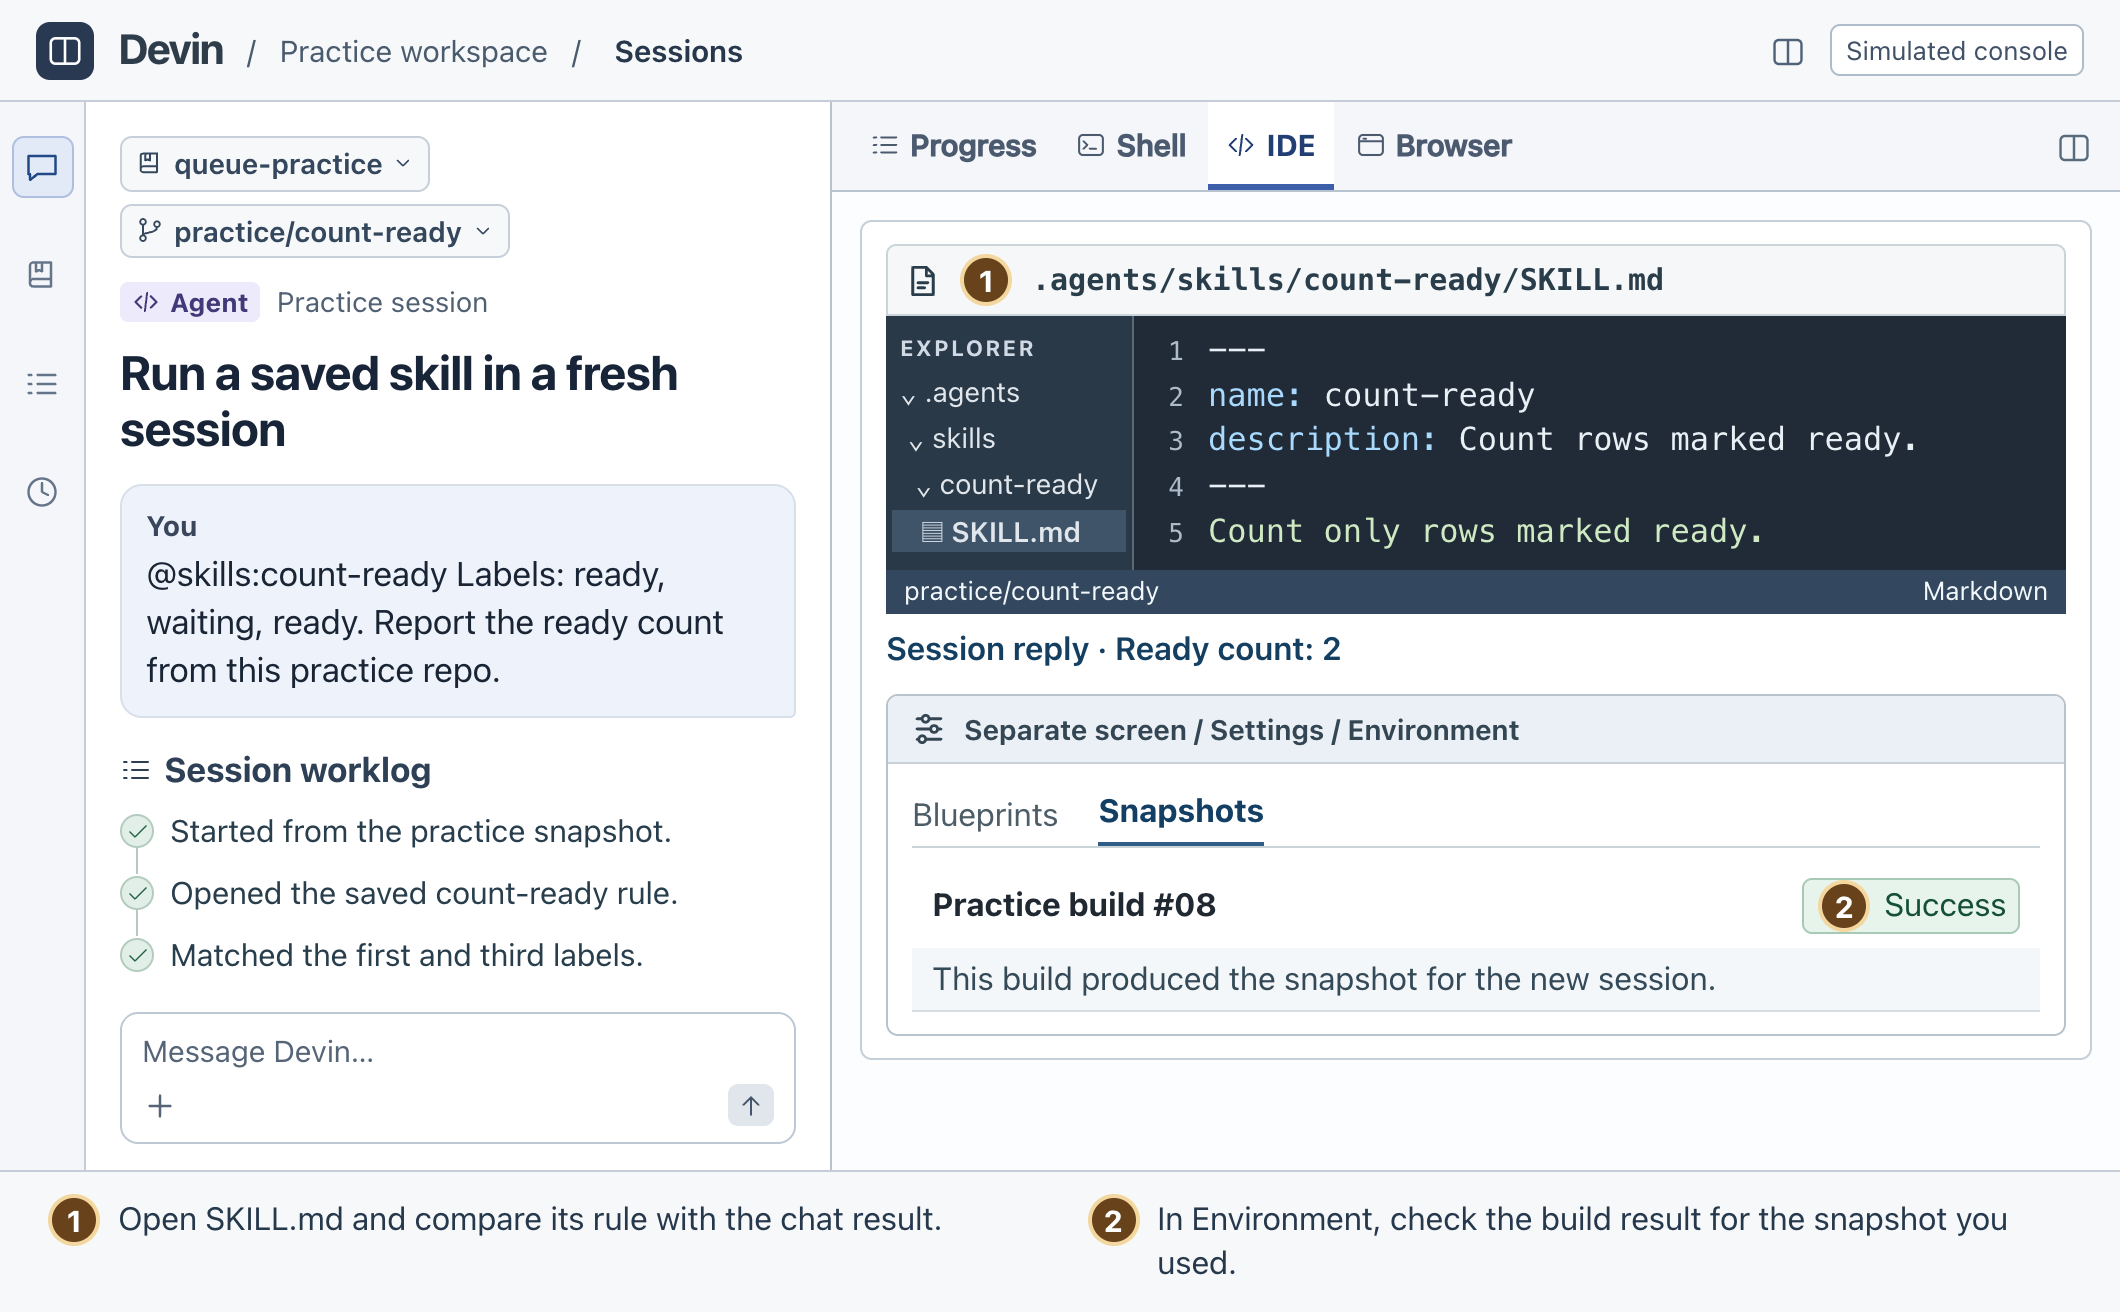 Devin / Practice workspace / Sessions
Simulated console
queue-practice
practice/count-ready
Agent Practice session
Run a saved skill in a fresh
session
You
@skills:count-ready Labels: ready,
waiting, ready. Report the ready count
from this practice repo.
Session worklog
Started from the practice snapshot.
Opened the saved count-ready rule.
Matched the first and third labels.
Message Devin...
Progress
Shell
IDE
Browser
1 .agents/skills/count-ready/SKILL.md
EXPLORER
.agents
skills
count-ready
SKILL.md
1 ---
2 name: count-ready
3 description: Count rows marked ready.
4 ---
5 Count only rows marked ready.
practice/count-ready
Markdown
Session reply · Ready count: 2
Separate screen / Settings / Environment
Blueprints
Snapshots
Practice build #08
2 Success
This build produced the snapshot for the new session.
1 Open SKILL.md and compare its rule with the chat result.
2 In Environment, check the build result for the snapshot you
used.